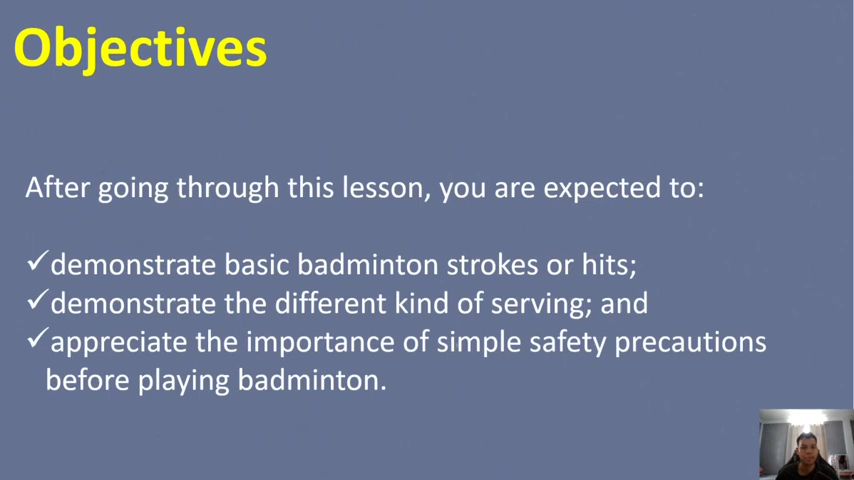 Objectives
After going through this lesson, you are expected to:
✓demonstrate basic badminton strokes or hits;
✓demonstrate the different kind of serving; and
✓appreciate the importance of simple safety precautions
before playing badminton.